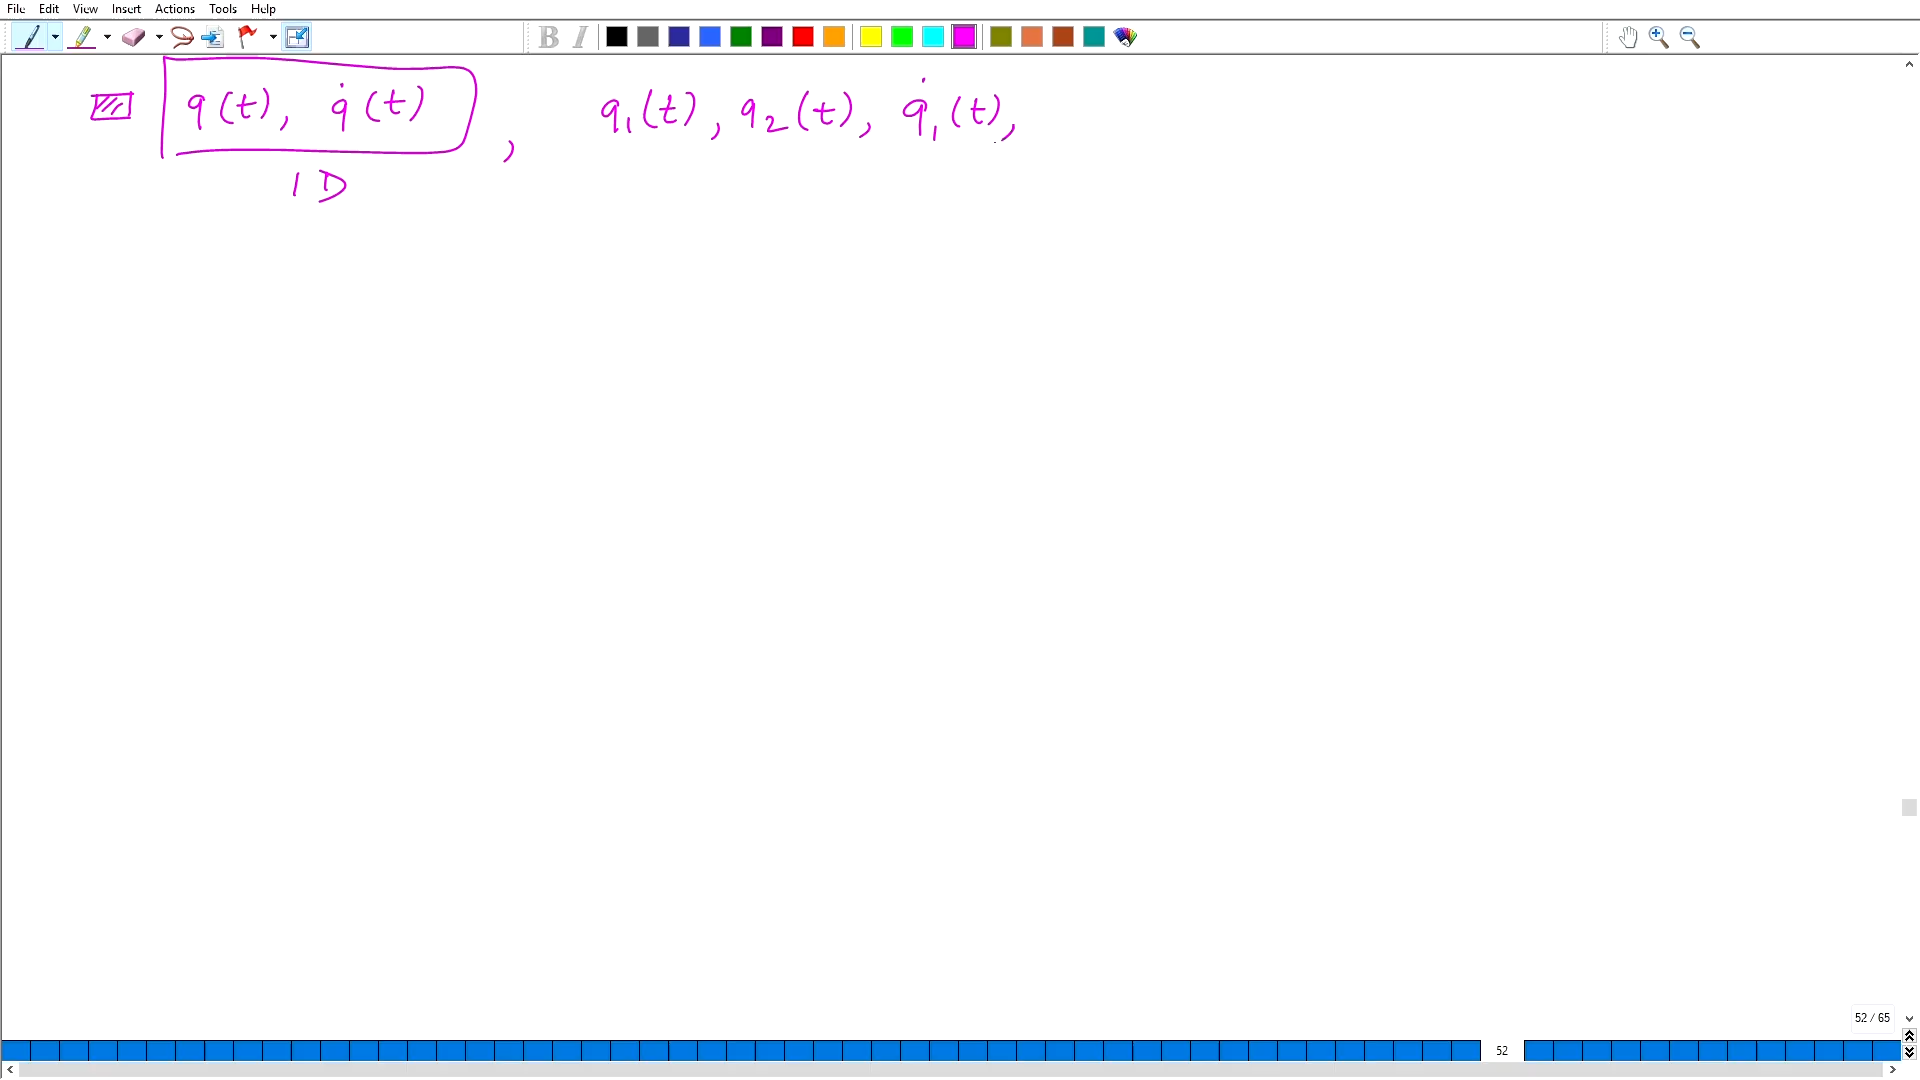 File Edit View Insert Actions Tools Help
B I
q(t), q̇(t) , q₁(t), q₂(t), q̇₁(t),
1D
52 / 65
52